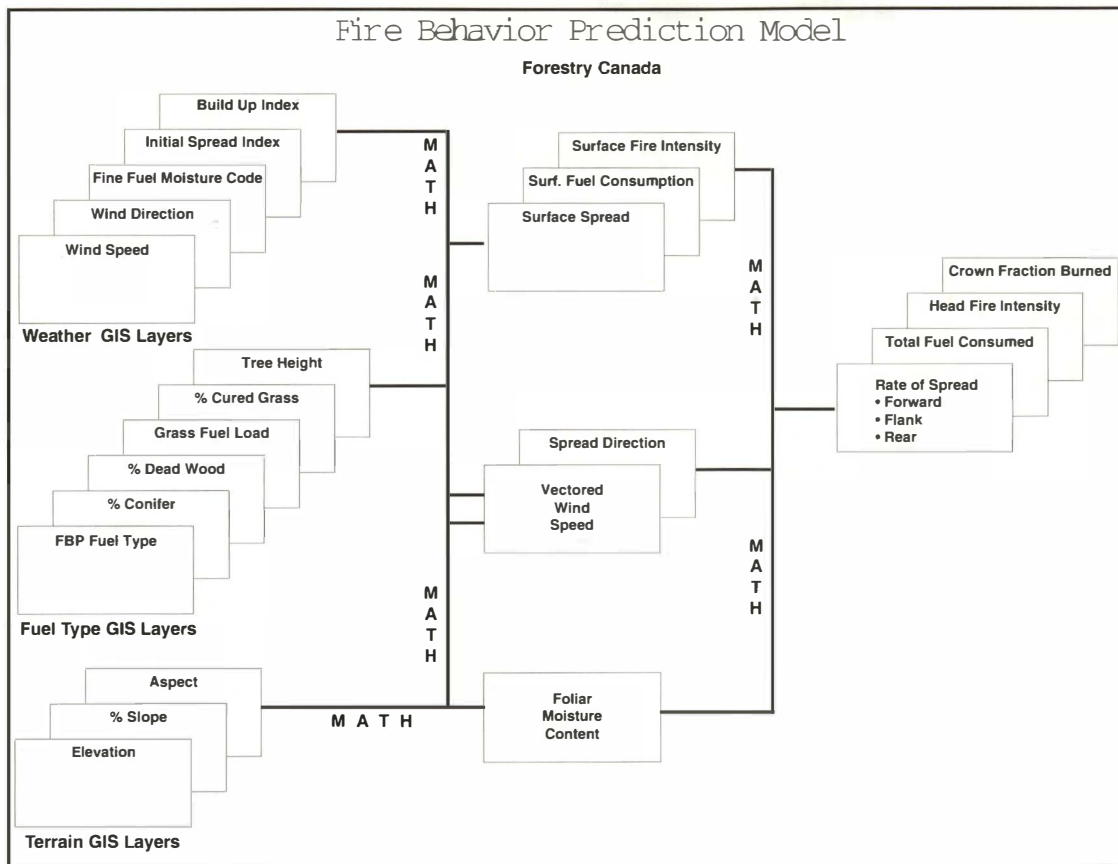 Fire Behavior Prediction Model
Forestry Canada
Build Up Index
Initial Spread Index
Fine Fuel Moisture Code
Wind Direction
Wind Speed
Weather GIS Layers
Tree Height
% Cured Grass
Grass Fuel Load
% Dead Wood
% Conifer
FBP Fuel Type
Fuel Type GIS Layers
Aspect
% Slope
Elevation
Terrain GIS Layers
M
A
T
H
M
A
T
H
M
A
T
H
M A T H
Surface Fire Intensity
Surf. Fuel Consumption
Surface Spread
Spread Direction
Vectored
Wind
Speed
Foliar
Moisture
Content
M
A
T
H
M
A
T
H
Crown Fraction Burned
Head Fire Intensity
Total Fuel Consumed
Rate of Spread
• Forward
• Flank
• Rear